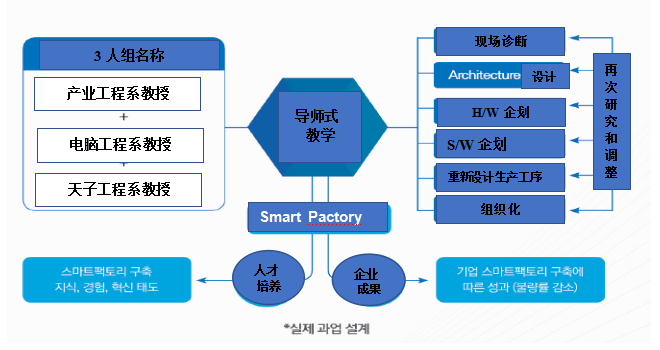 3 人组名称
产业工程系教授
+
电脑工程系教授
+
天子工程系教授
导师式
教学
现场诊断
Architecture 设计
H/W 企划
S/W 企划
重新设计生产工序
组织化
再
次
研
究
和
调
整
Smart Pactory
人才
培养
企业
成果
스마트팩토리 구축
지식, 경험, 혁신 태도
기업 스마트팩토리 구축에
따른 성과 (불량률 감소)
*실제 과업 설계